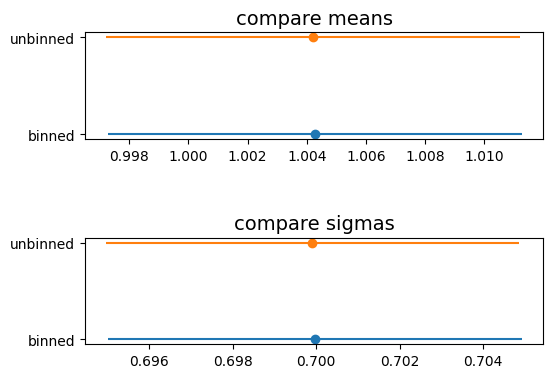 compare means
unbinned
binned
0.998 1.000 1.002 1.004 1.006 1.008 1.010
compare sigmas
unbinned
binned
0.696 0.698 0.700 0.702 0.704